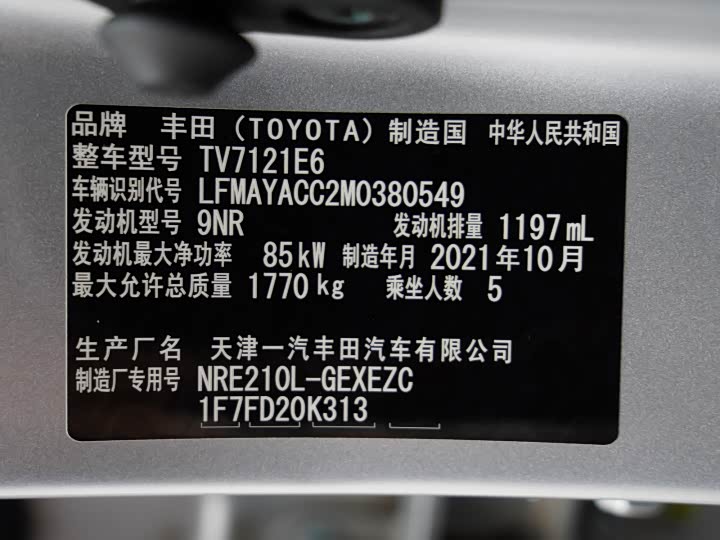 品牌 丰田（TOYOTA）制造国 中华人民共和国
整车型号 TV7121E6
车辆识别代号 LFMAYACC2M0380549
发动机型号 9NR 发动机排量 1197mL
发动机最大净功率 85kW 制造年月 2021年10月
最大允许总质量 1770kg 乘坐人数 5
生产厂名 天津一汽丰田汽车有限公司
制造厂专用号 NRE210L-GEXEZC
1F7FD20K313